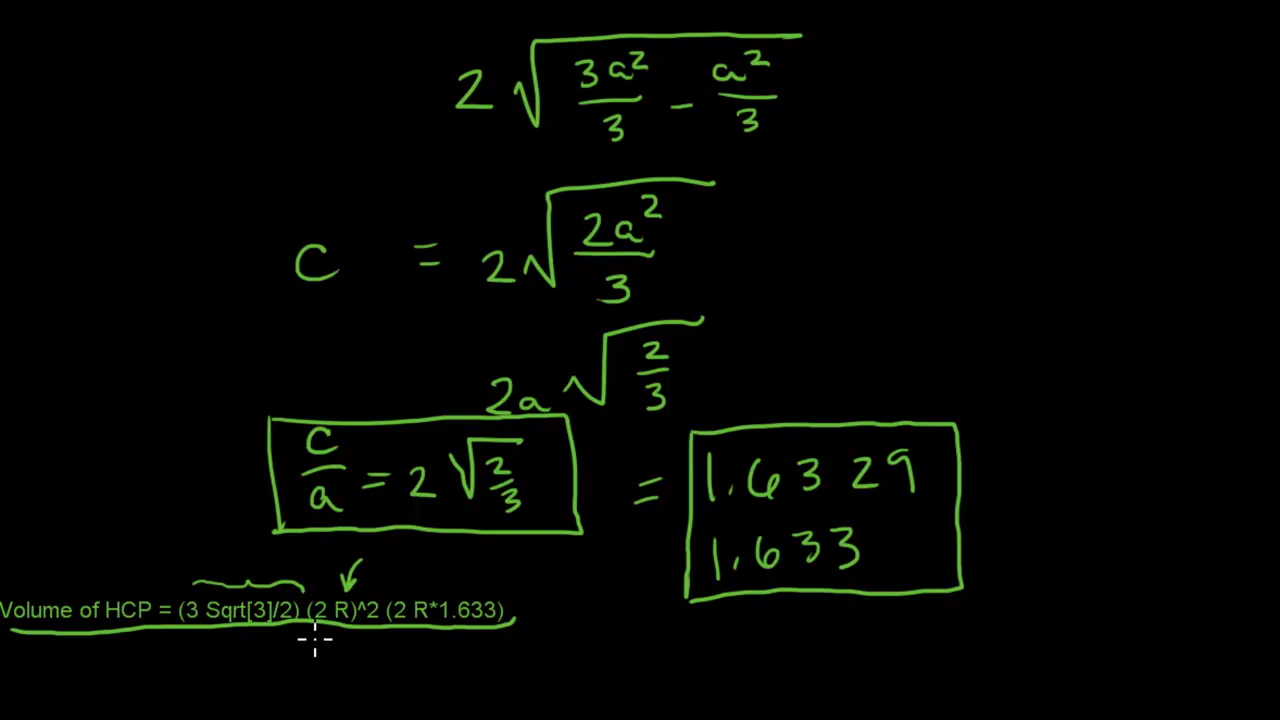 2 √(3a²/3 - a²/3)
C = 2 √(2a²/3)
2a √(2/3)
C/a = 2 √(2/3) = 1.6329
1.633
Volume of HCP = (3 Sqrt[3]/2) (2 R)^2 (2 R*1.633)